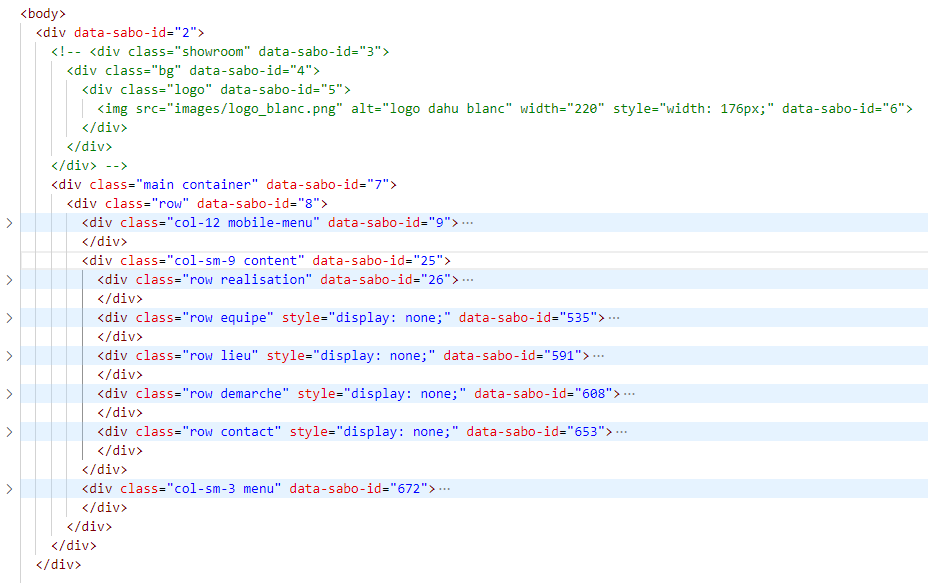 <body>
<div data-sabo-id="2">
<!-- <div class="showroom" data-sabo-id="3">
<div class="bg" data-sabo-id="4">
<div class="logo" data-sabo-id="5">
<img src="images/logo_blanc.png" alt="logo dahu blanc" width="220" style="width: 176px;" data-sabo-id="6">
</div>
</div>
</div> -->
<div class="main container" data-sabo-id="7">
<div class="row" data-sabo-id="8">
<div class="col-12 mobile-menu" data-sabo-id="9">…
</div>
<div class="col-sm-9 content" data-sabo-id="25">
<div class="row realisation" data-sabo-id="26">…
</div>
<div class="row equipe" style="display: none;" data-sabo-id="535">…
</div>
<div class="row lieu" style="display: none;" data-sabo-id="591">…
</div>
<div class="row demarche" style="display: none;" data-sabo-id="608">…
</div>
<div class="row contact" style="display: none;" data-sabo-id="653">…
</div>
</div>
<div class="col-sm-3 menu" data-sabo-id="672">…
</div>
</div>
</div>
</div>